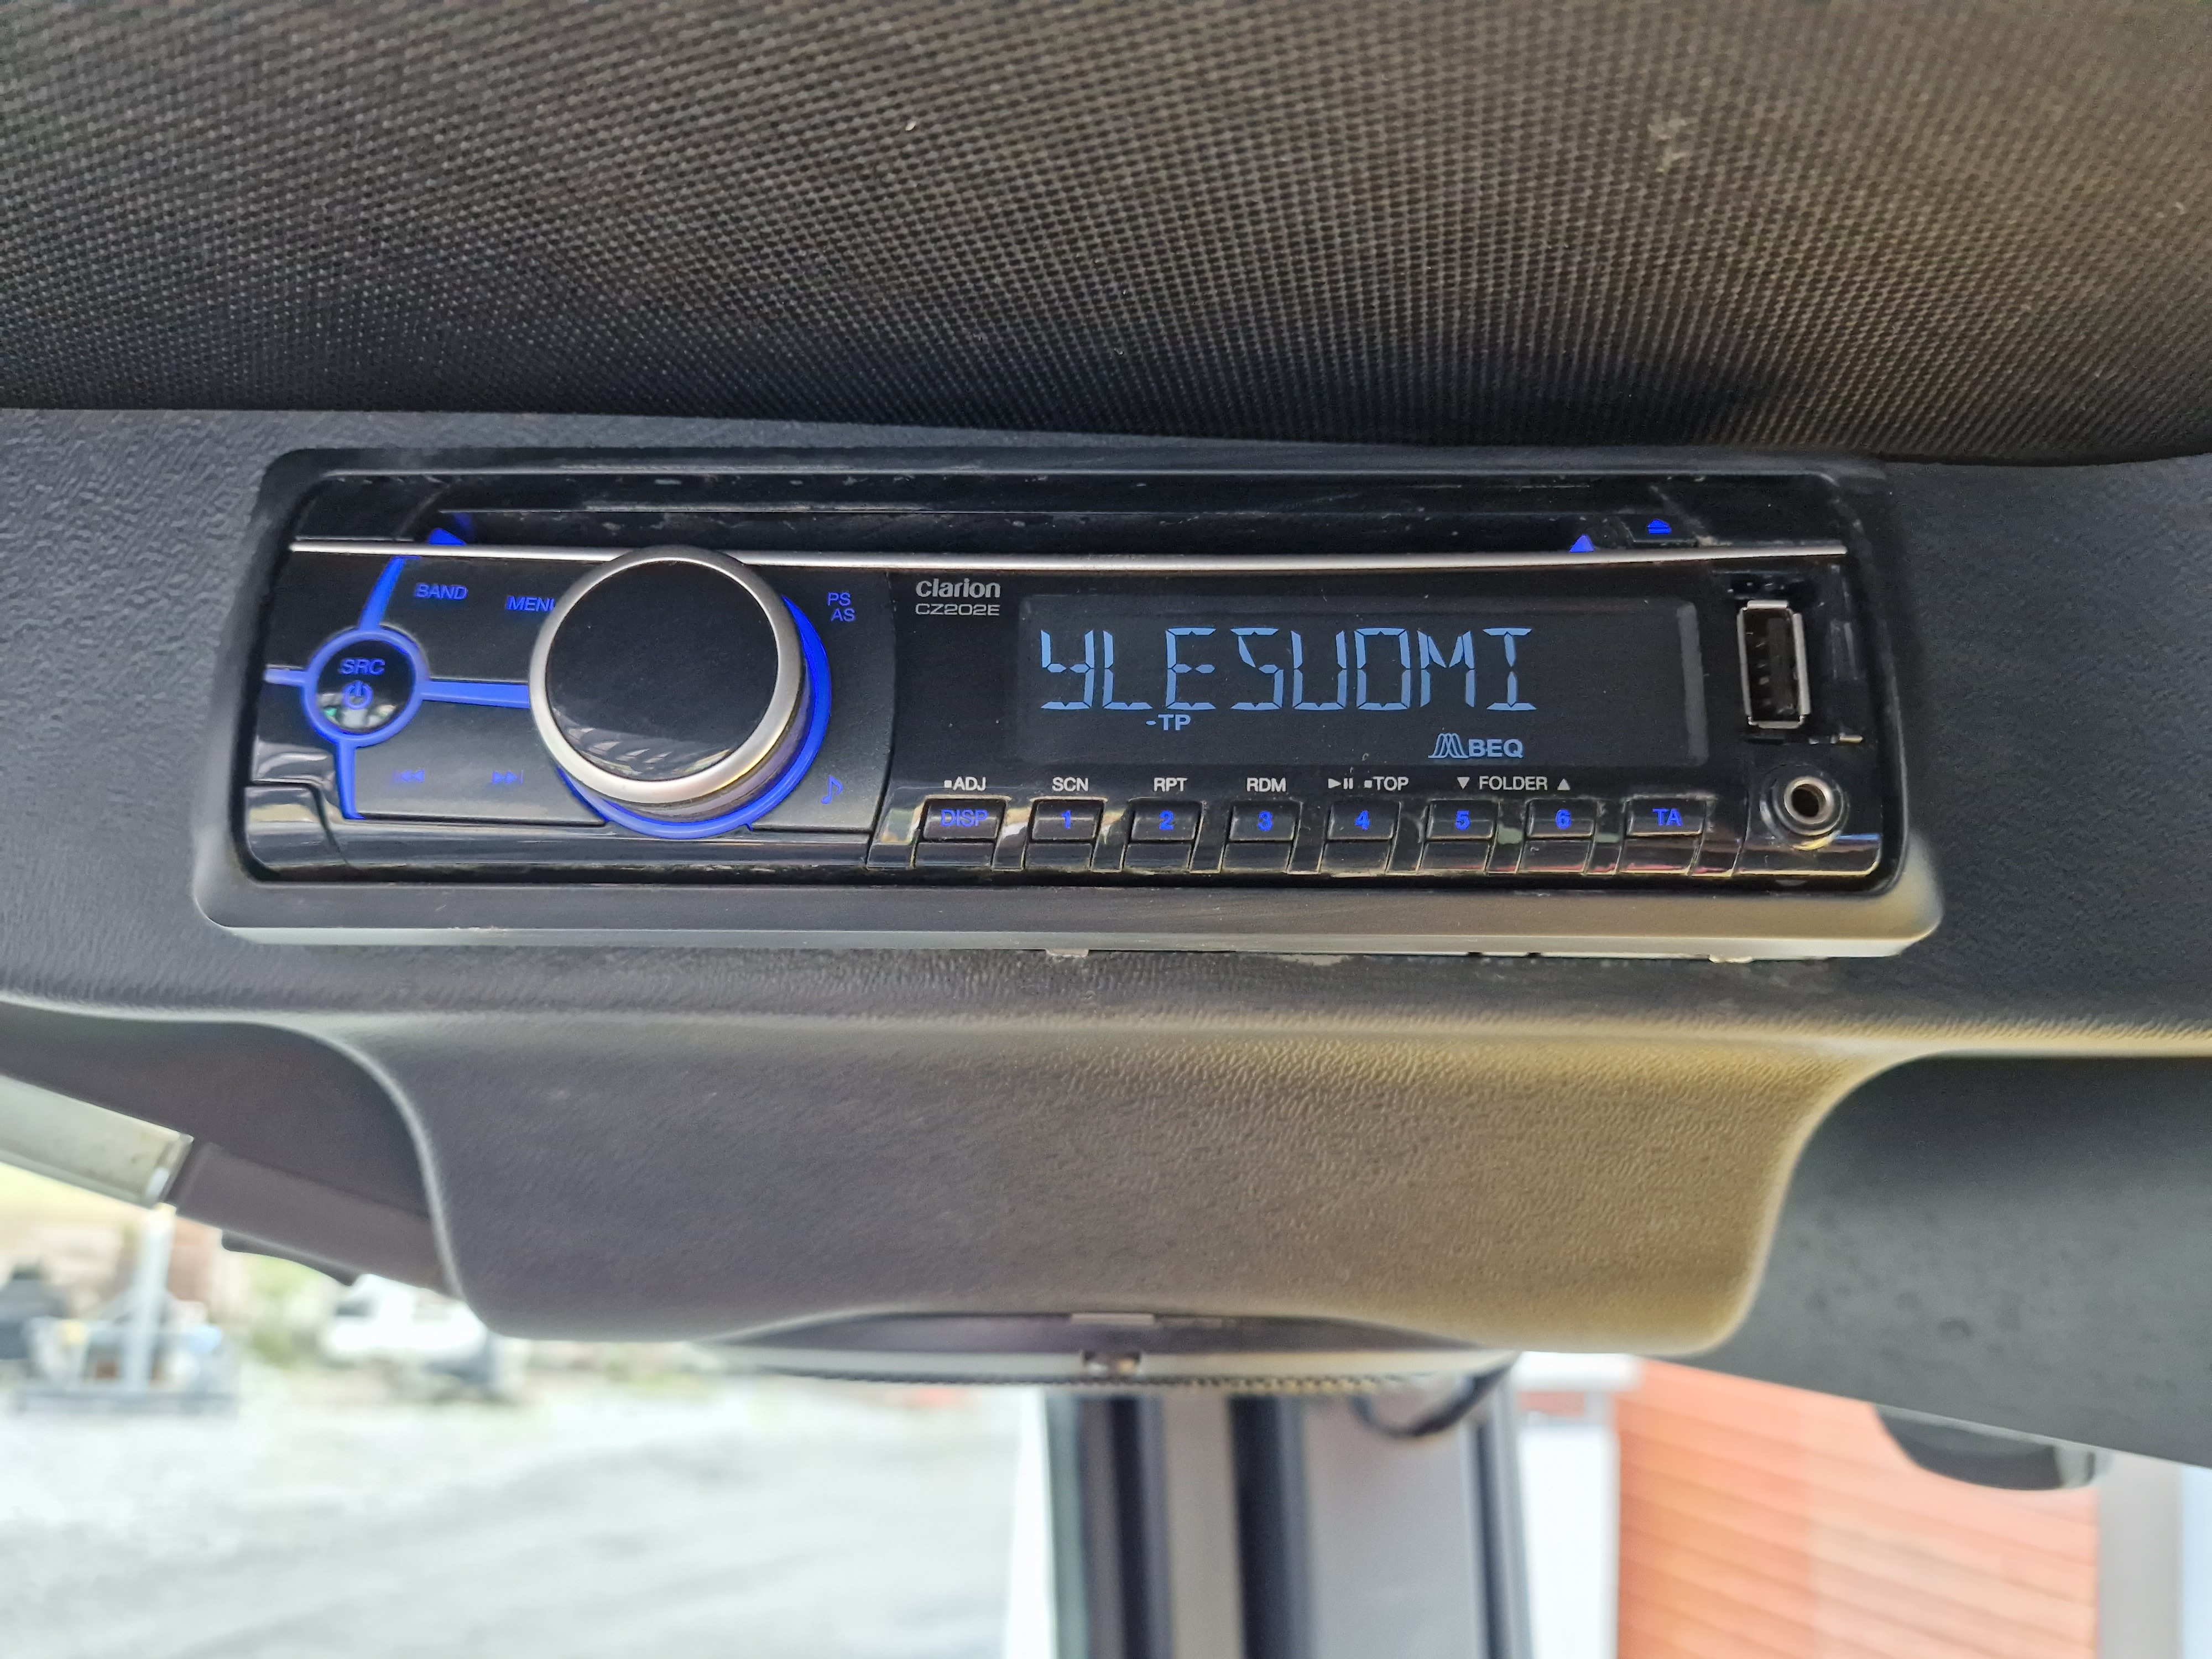 BAND
MENU
PS
AS
SRC
clarion
CZ202E
YLESUOMI
-TP
BEQ
ADJ
SCN
RPT
RDM
TOP
▼ FOLDER ▲
DISP
1
2
3
4
5
6
TA